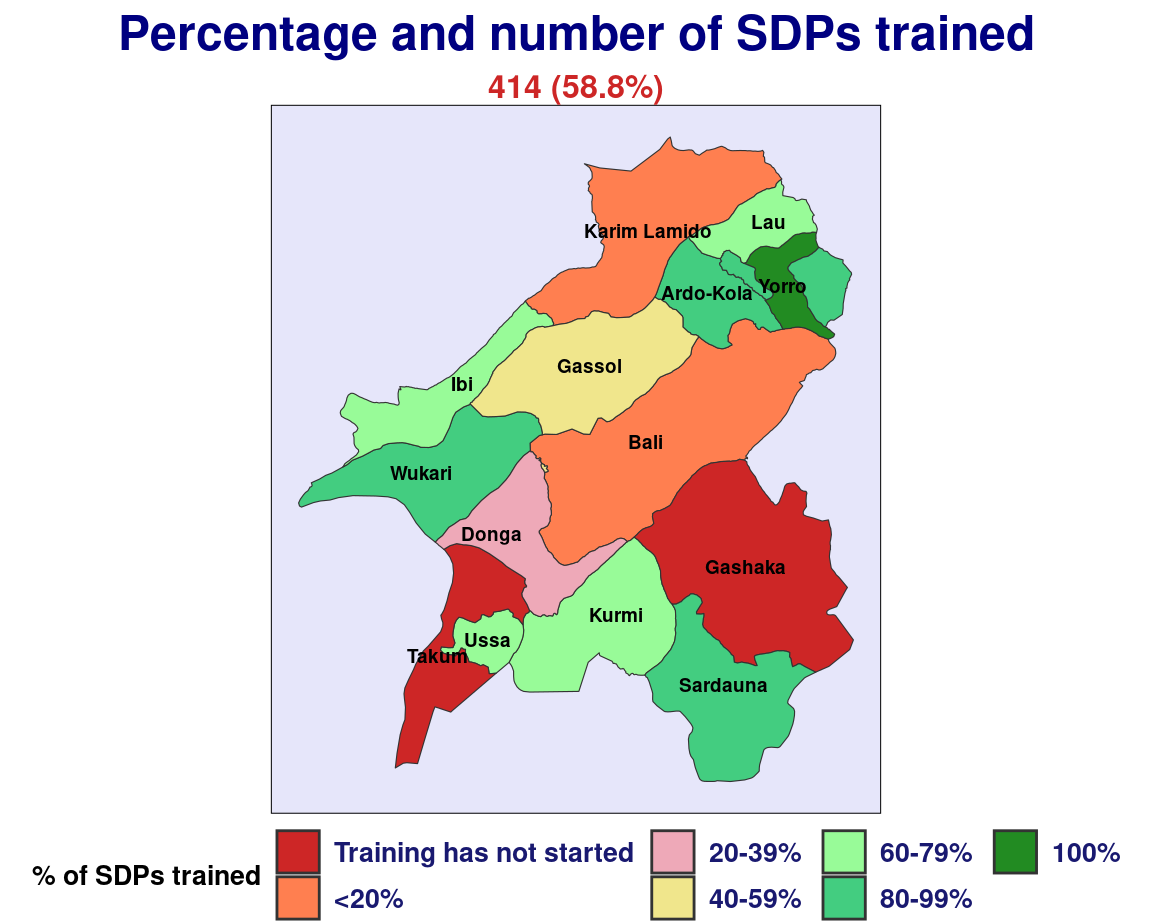 Percentage and number of SDPs trained
414 (58.8%)
Karim Lamido
Lau
Ardo-Kola
Yorro
Gassol
Ibi
Bali
Wukari
Donga
Gashaka
Kurmi
Ussa
Takum
Sardauna
% of SDPs trained
Training has not started
<20%
20-39%
40-59%
60-79%
80-99%
100%